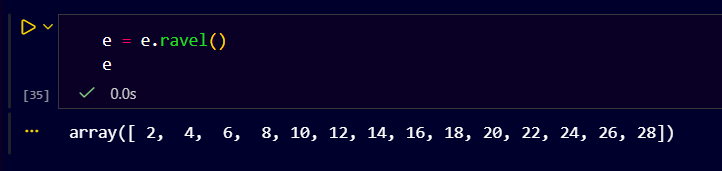 e = e.ravel()
e
[35]
0.0s
...
array([ 2,  4,  6,  8, 10, 12, 14, 16, 18, 20, 22, 24, 26, 28])